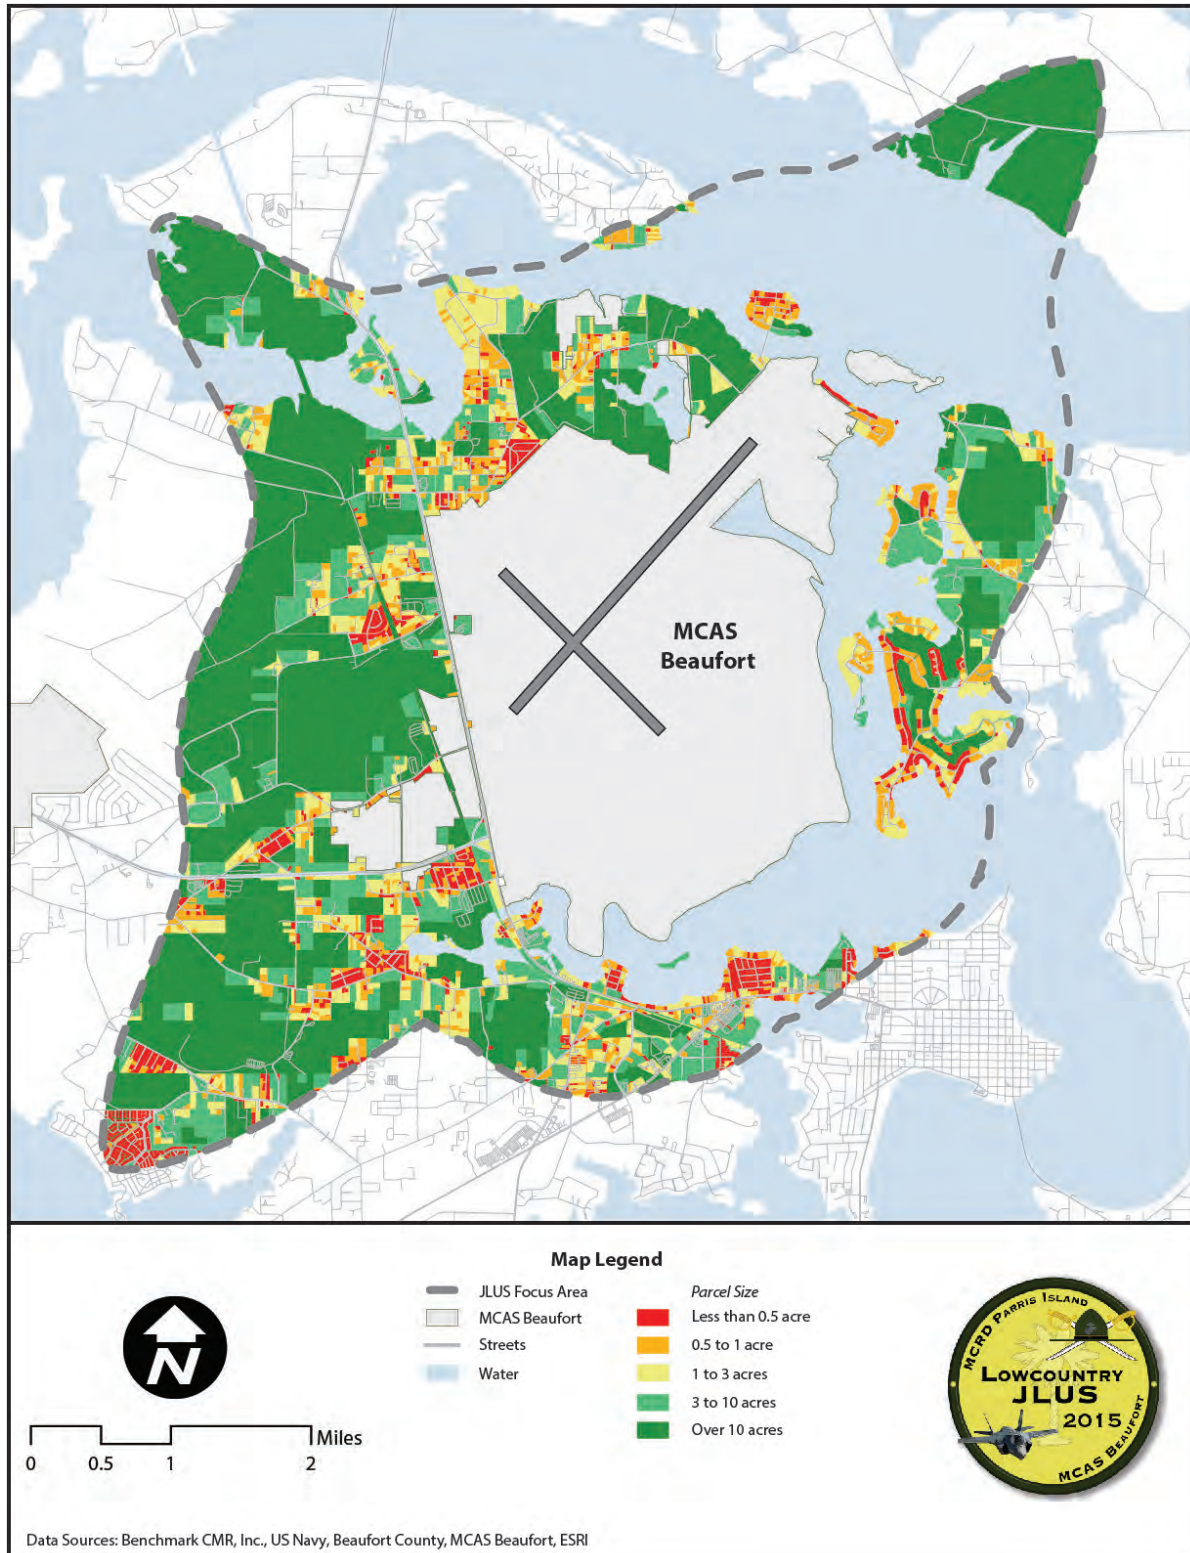 MCAS
Beaufort
Map Legend
JLUS Focus Area
MCAS Beaufort
Streets
Water
Parcel Size
Less than 0.5 acre
0.5 to 1 acre
1 to 3 acres
3 to 10 acres
Over 10 acres
N
Miles
0 0.5 1 2
MCRD PARRIS ISLAND
LOWCOUNTRY
JLUS
2015
MCAS BEAUFORT
Data Sources: Benchmark CMR, Inc., US Navy, Beaufort County, MCAS Beaufort, ESRI